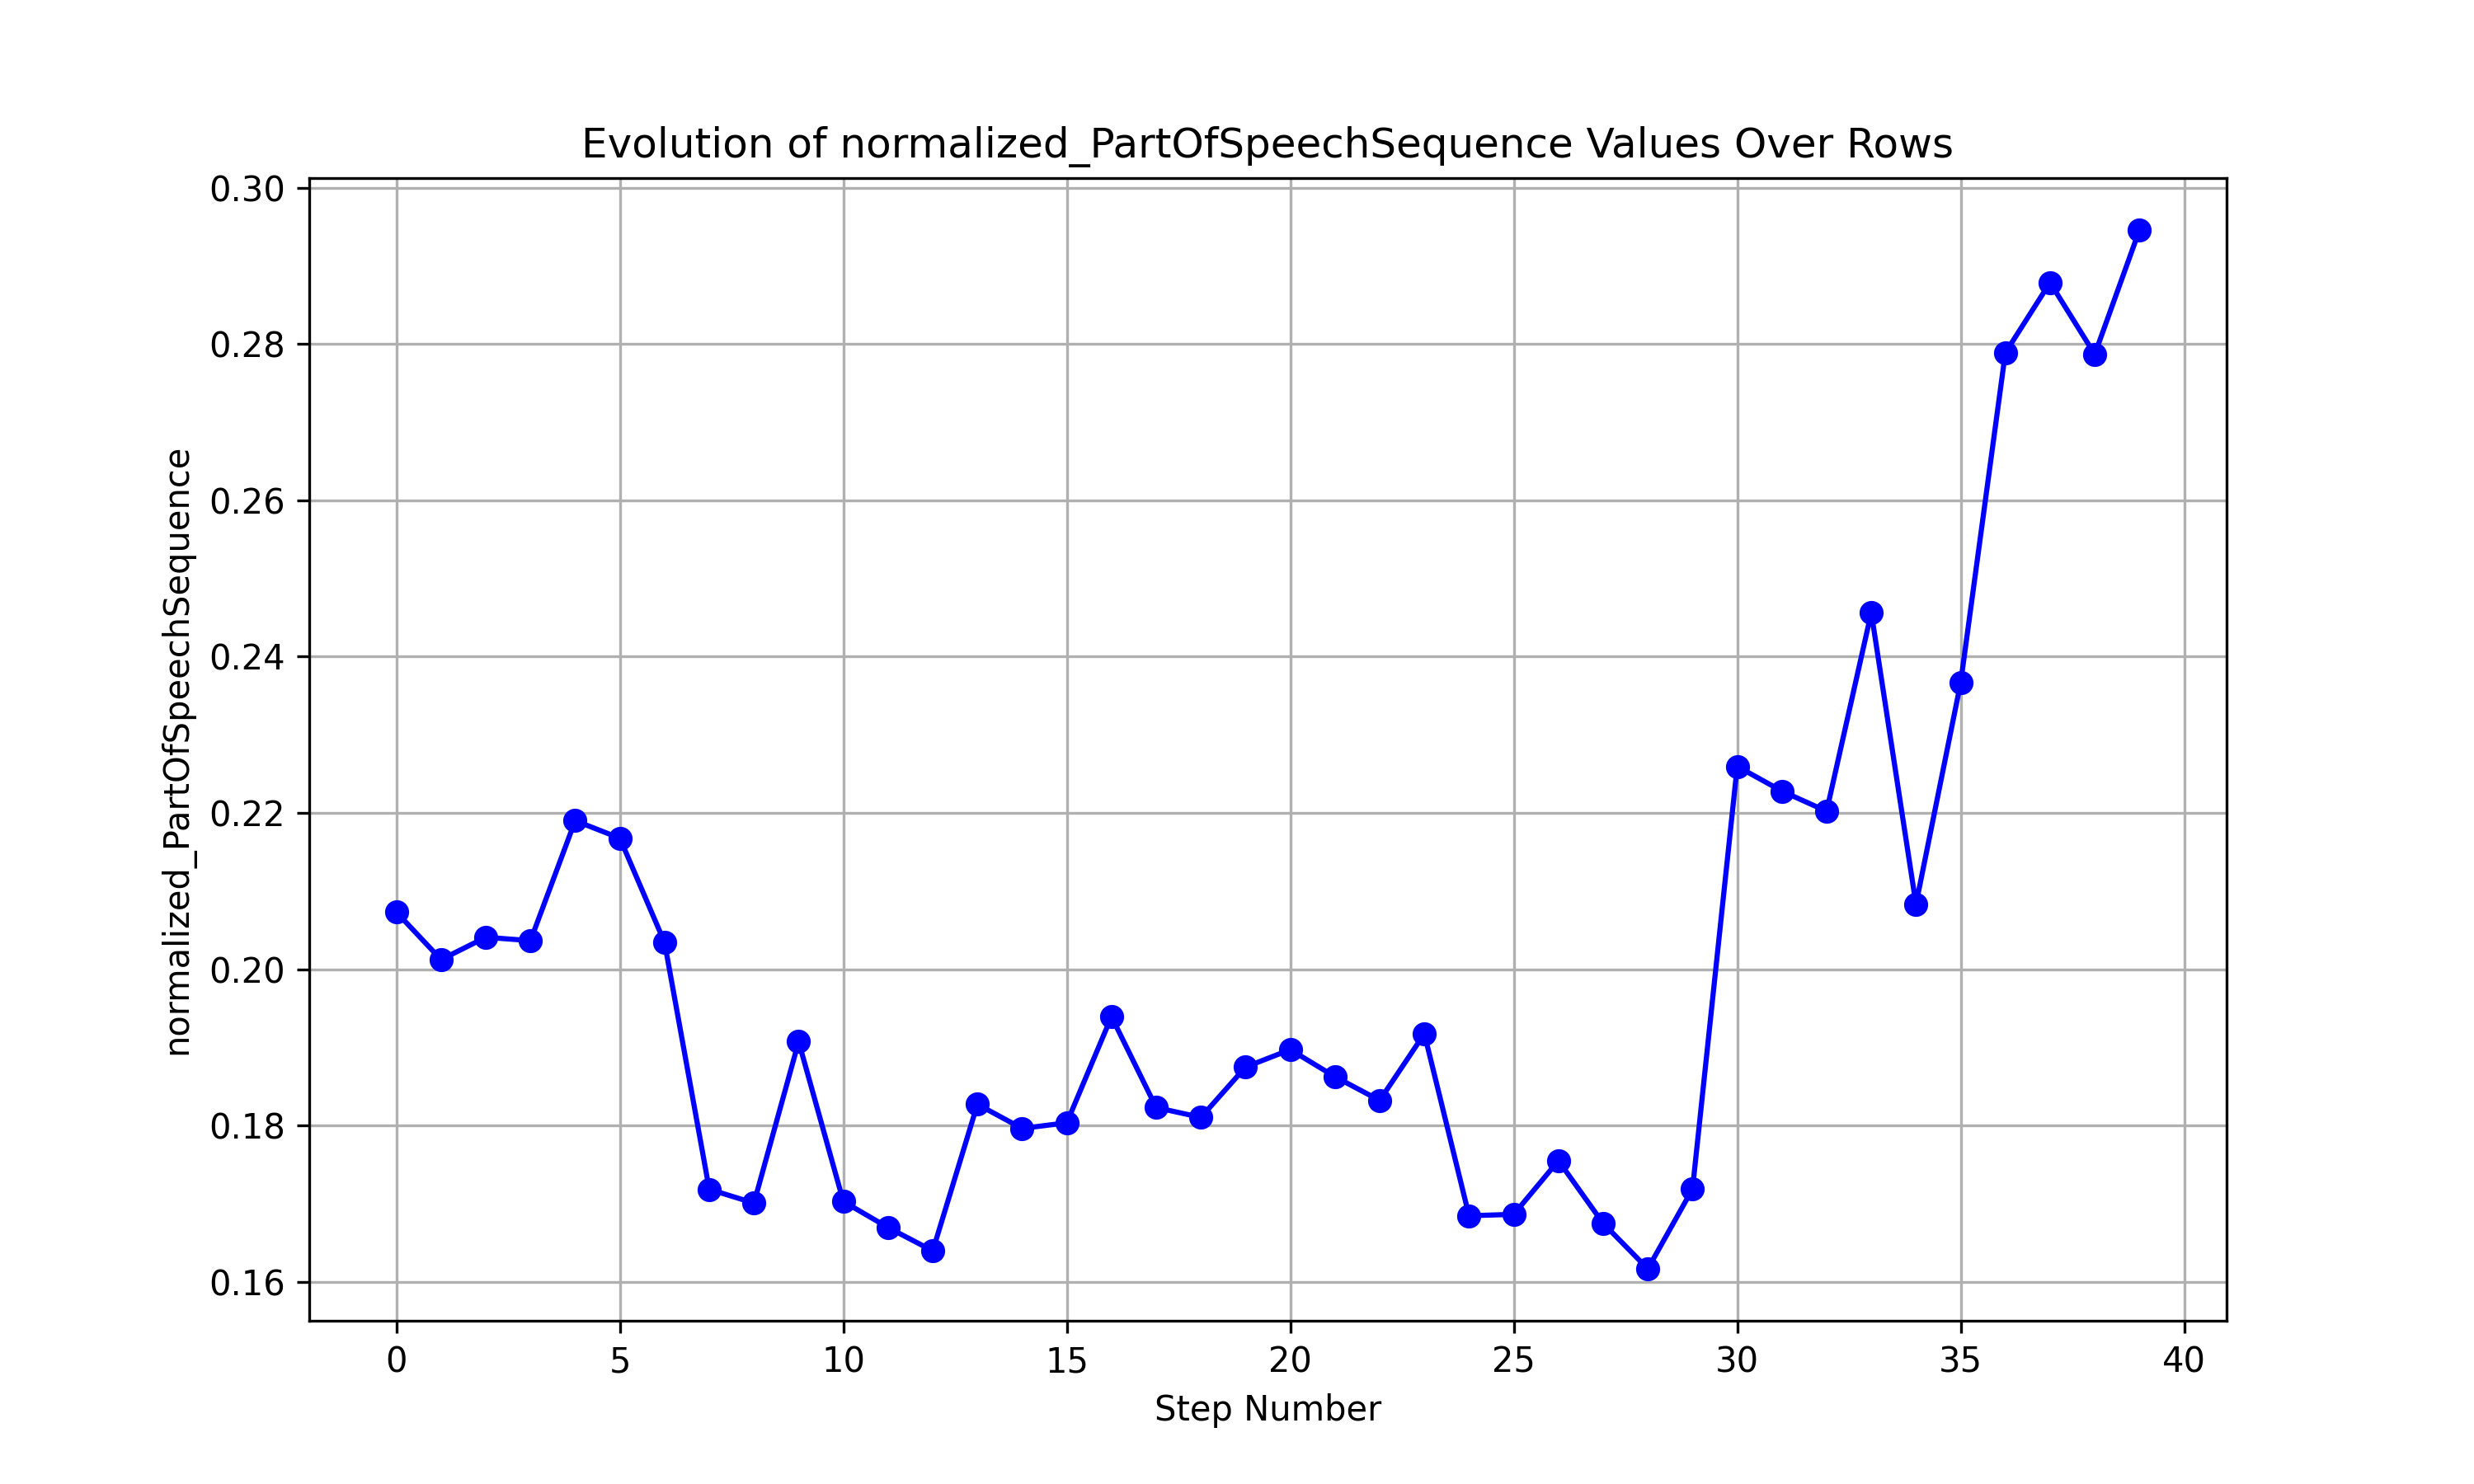 Evolution of normalized_PartOfSpeechSequence Values Over Rows
normalized_PartOfSpeechSequence
0.30
0.28
0.26
0.24
0.22
0.20
0.18
0.16
0 5 10 15 20 25 30 35 40
Step Number